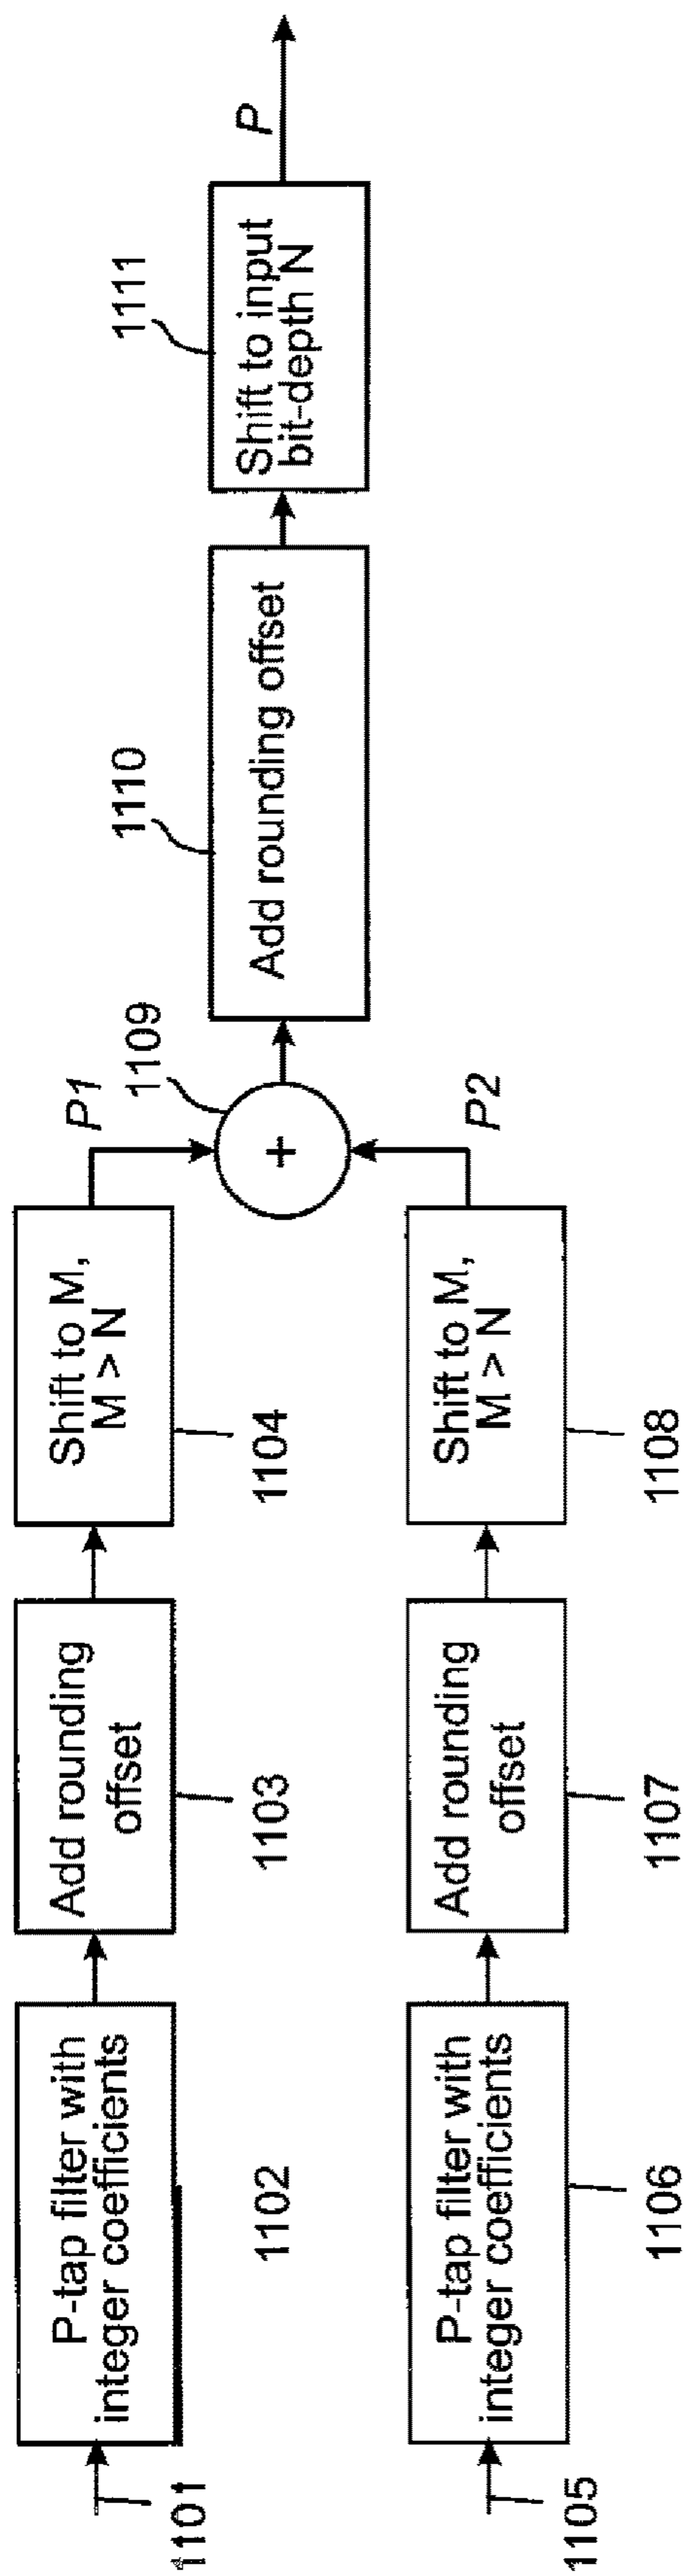 1101
P-tap filter with
integer coefficients
1102
Add rounding
offset
1103
Shift to M,
M > N
1104
P1
1105
P-tap filter with
integer coefficients
1106
Add rounding
offset
1107
Shift to M,
M > N
1108
P2
+
1109
Add rounding offset
1110
Shift to input
bit-depth N
1111
P